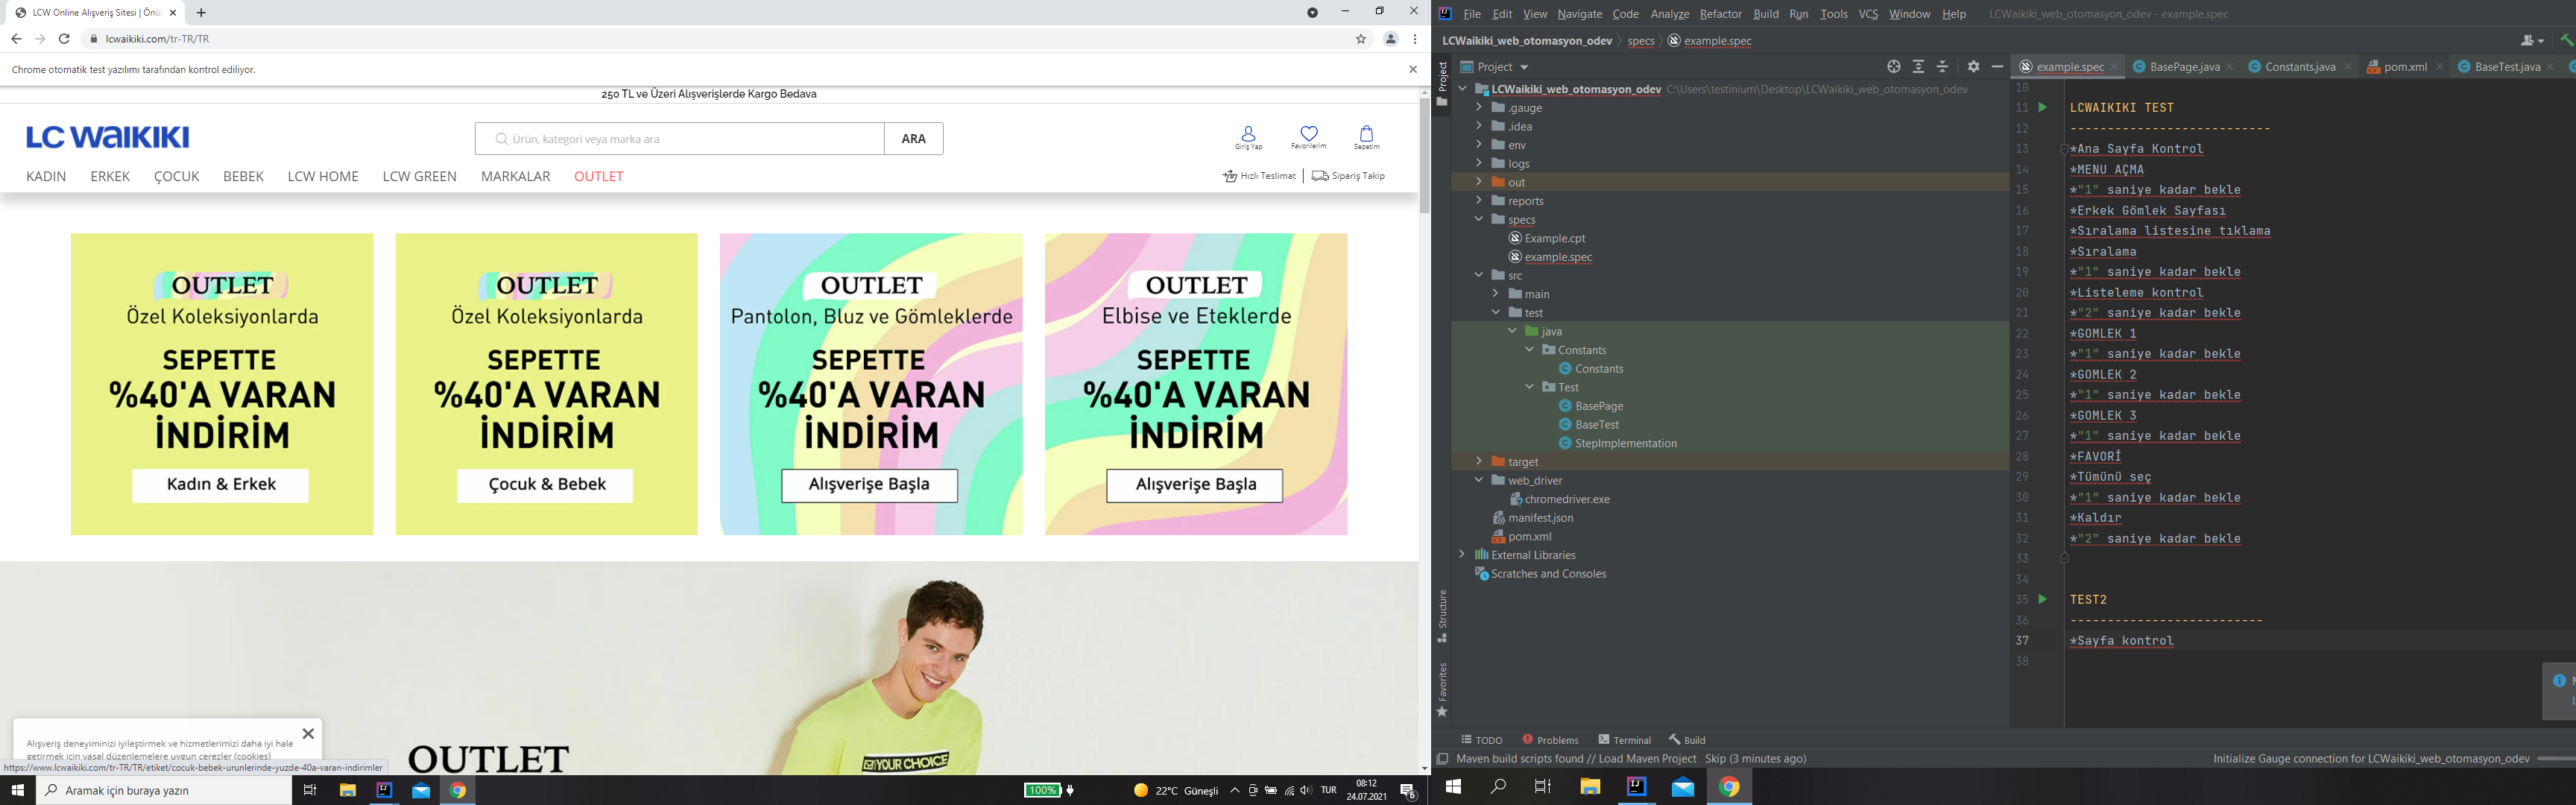 LCW Online Alışveriş Sitesi | Önü
lcwaikiki.com/tr-TR/TR
Chrome otomatik test yazılımı tarafından kontrol ediliyor.
250 TL ve Üzeri Alışverişlerde Kargo Bedava
LC WAIKIKI
Ürün, kategori veya marka ara
ARA
Giriş Yap
Favorilerim
Sepetim
KADIN ERKEK ÇOCUK BEBEK LCW HOME LCW GREEN MARKALAR OUTLET
Hızlı Teslimat
Sipariş Takip
OUTLET
Özel Koleksiyonlarda
SEPETTE
%40'A VARAN
İNDİRİM
Kadın & Erkek
OUTLET
Özel Koleksiyonlarda
SEPETTE
%40'A VARAN
İNDİRİM
Çocuk & Bebek
OUTLET
Pantolon, Bluz ve Gömleklerde
SEPETTE
%40'A VARAN
İNDİRİM
Alışverişe Başla
OUTLET
Elbise ve Eteklerde
SEPETTE
%40'A VARAN
İNDİRİM
Alışverişe Başla
OUTLET
YOUR CHOICE
Alışveriş deneyiminizi iyileştirmek ve hizmetlerimizi daha iyi hale
getirmek için yasal düzenlemelere uygun çerezler (cookies)
https://www.lcwaikiki.com/tr-TR/TR/etiket/cocuk-bebek-urunlerinde-yuzde-40a-varan-indirimler
Aramak için buraya yazın
100%
22°C Güneşli
TUR
08:12
24.07.2021
6
File Edit View Navigate Code Analyze Refactor Build Run Tools VCS Window Help
LCWaikiki_web_otomasyon_odev - example.spec
LCWaikiki_web_otomasyon_odev specs example.spec
Project
Project
LCWaikiki_web_otomasyon_odev C:\Users\testinium\Desktop\LCWaikiki_web_otomasyon_odev
.gauge
.idea
env
logs
out
reports
specs
Example.cpt
example.spec
src
main
test
java
Constants
Constants
Test
BasePage
BaseTest
StepImplementation
target
web_driver
chromedriver.exe
manifest.json
pom.xml
External Libraries
Scratches and Consoles
Structure
Favorites
example.spec BasePage.java Constants.java pom.xml BaseTest.java
10
11 LCWAIKIKI TEST
12 ---------------------------
13 *Ana Sayfa Kontrol
14 *MENU AÇMA
15 *"1" saniye kadar bekle
16 *Erkek Gömlek Sayfası
17 *Sıralama listesine tıklama
18 *Sıralama
19 *"1" saniye kadar bekle
20 *Listeleme kontrol
21 *"2" saniye kadar bekle
22 *GOMLEK 1
23 *"1" saniye kadar bekle
24 *GOMLEK 2
25 *"1" saniye kadar bekle
26 *GOMLEK 3
27 *"1" saniye kadar bekle
28 *FAVORİ
29 *Tümünü seç
30 *"1" saniye kadar bekle
31 *Kaldır
32 *"2" saniye kadar bekle
33
34
35 TEST2
36 --------------------------
37 *Sayfa kontrol
38
TODO Problems Terminal Build
Maven build scripts found // Load Maven Project Skip (3 minutes ago)
Initialize Gauge connection for LCWaikiki_web_otomasyon_odev